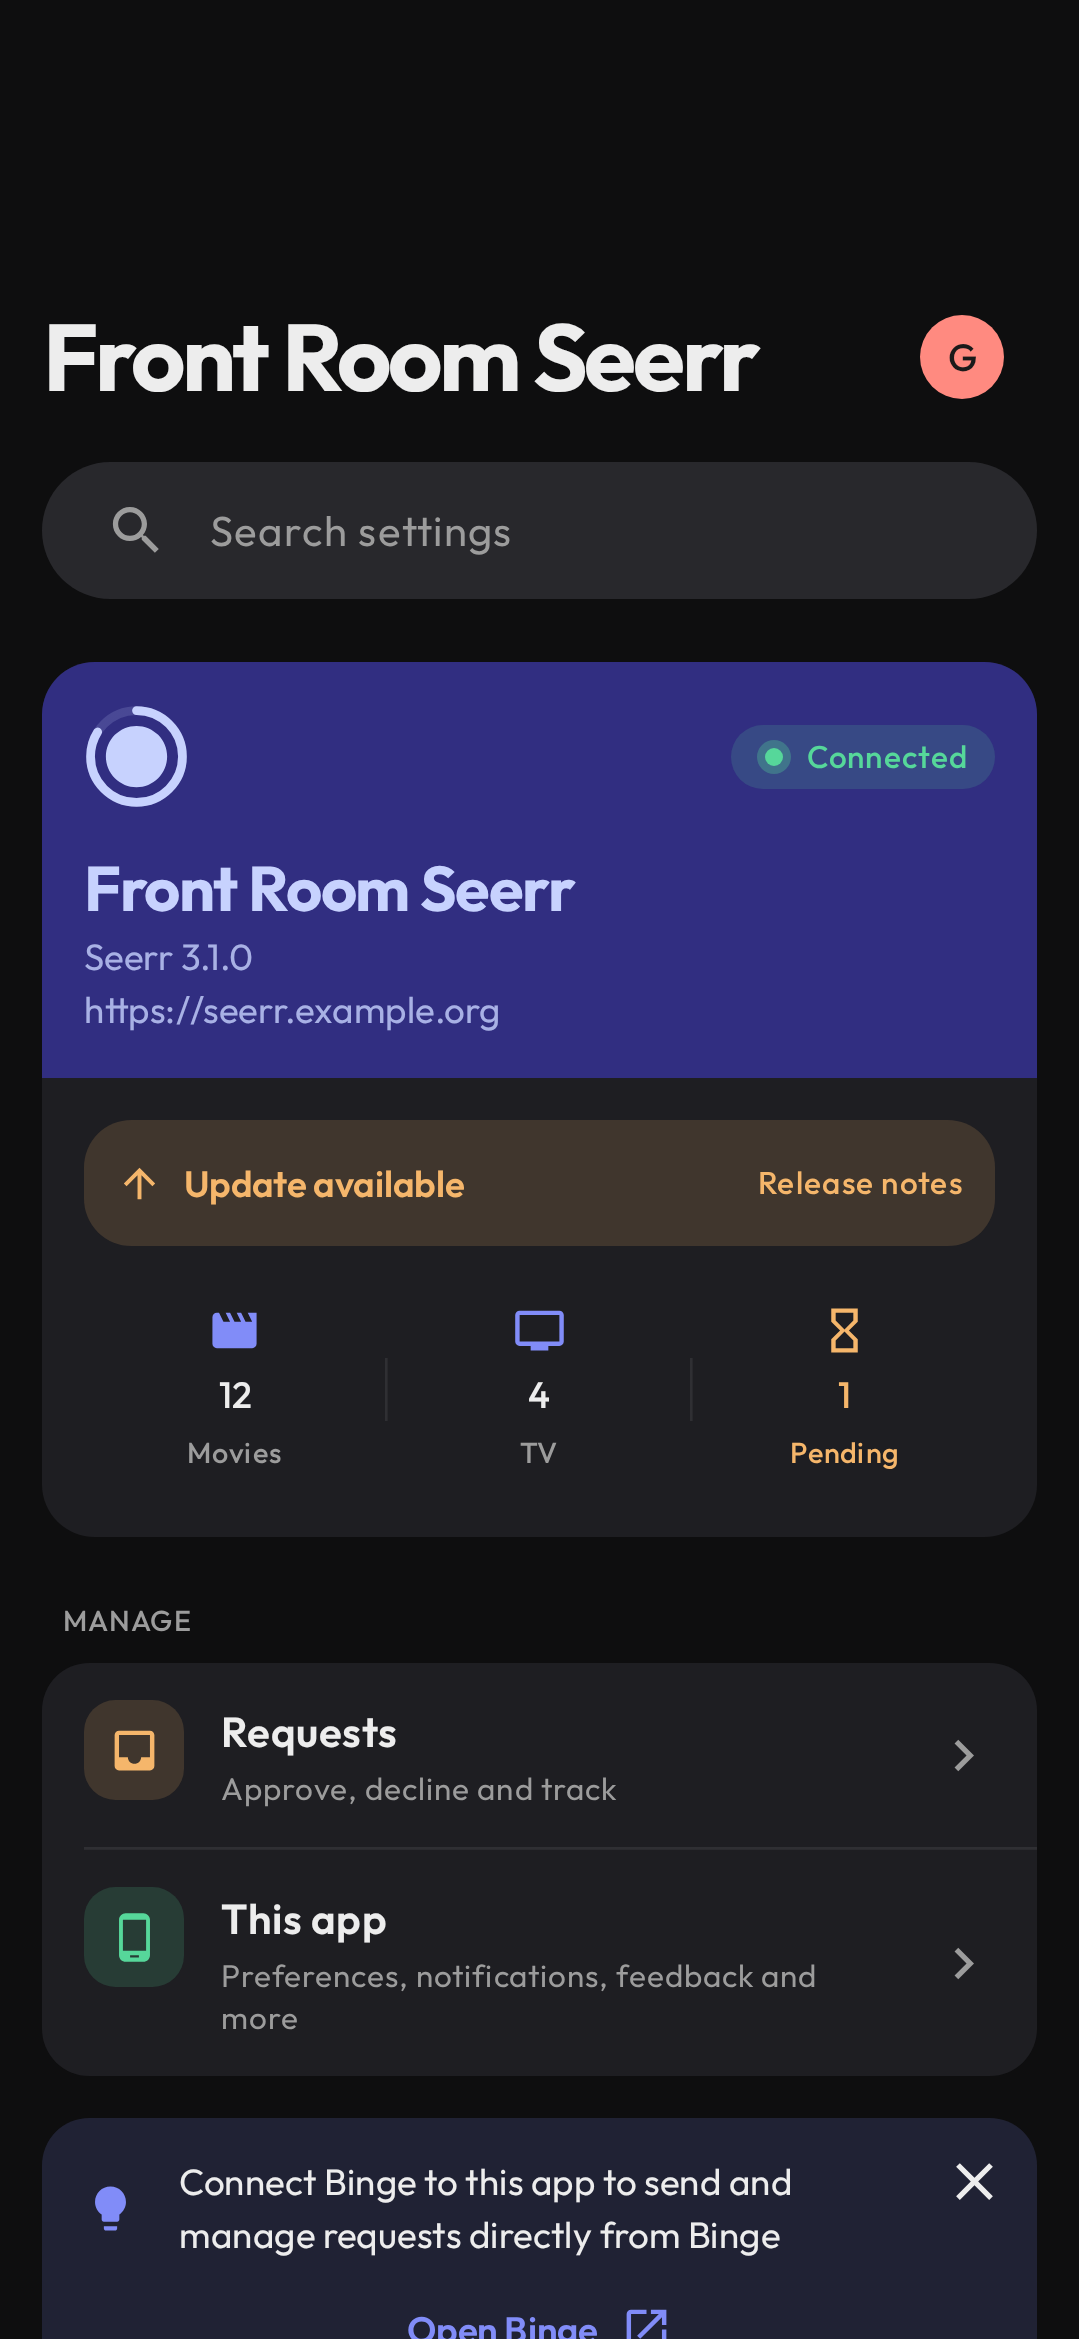 Front Room Seerr
G
Search settings
Connected
Front Room Seerr
Seerr 3.1.0
https://seerr.example.org
Update available
Release notes
12
4
1
Movies
TV
Pending
MANAGE
Requests
Approve, decline and track
This app
Preferences, notifications, feedback and
more
Connect Binge to this app to send and
manage requests directly from Binge
Open Binge